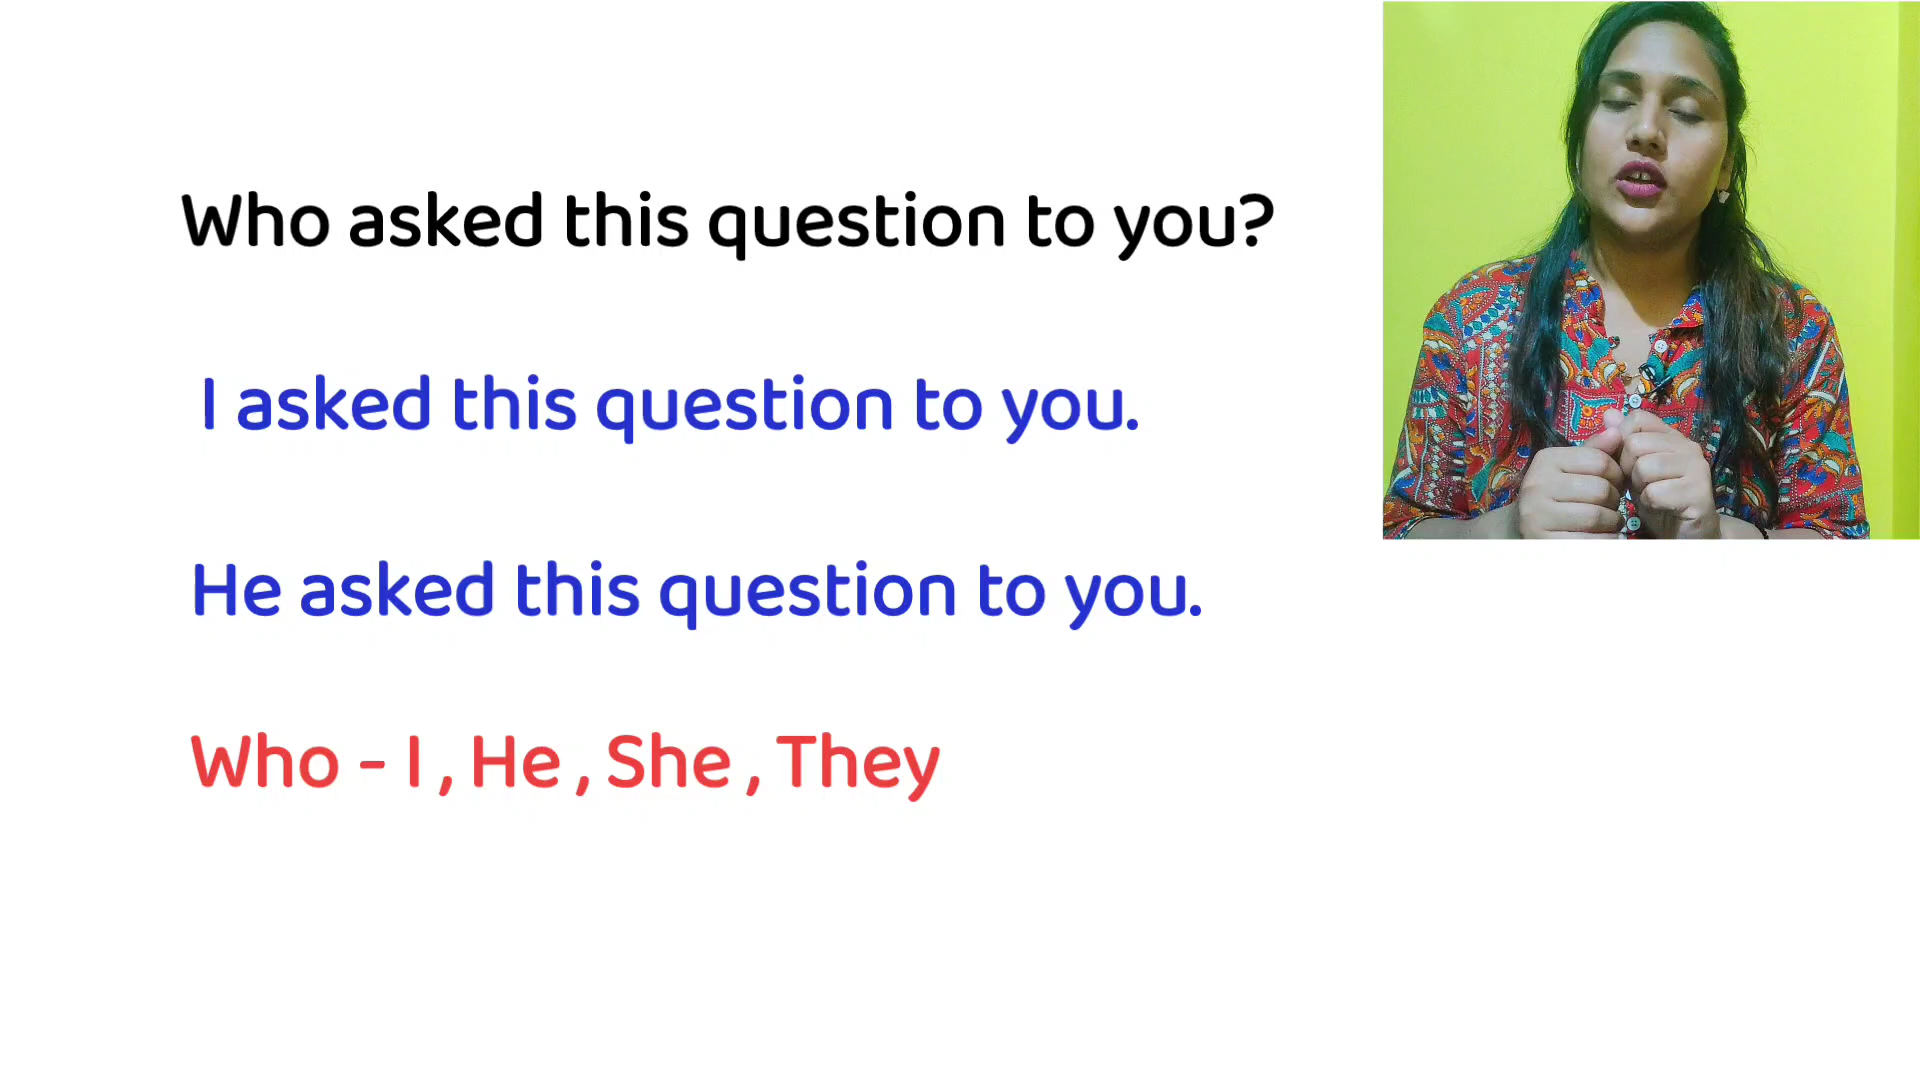 Who asked this question to you?
I asked this question to you.
He asked this question to you.
Who - I , He , She , They